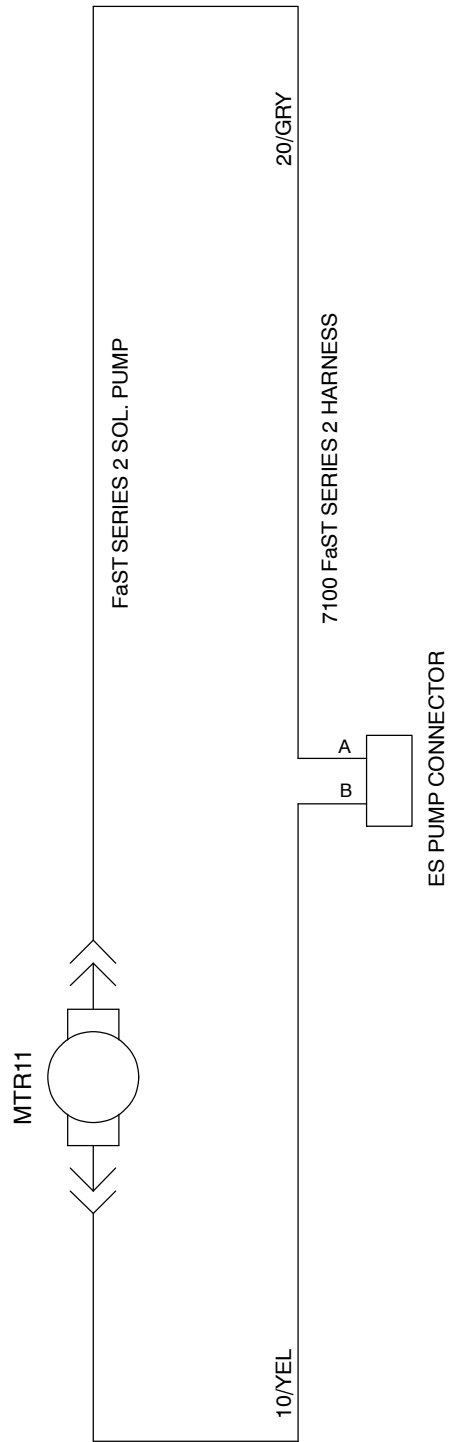 MTR11
FaST SERIES 2 SOL. PUMP
10/YEL
20/GRY
7100 FaST SERIES 2 HARNESS
B
A
ES PUMP CONNECTOR